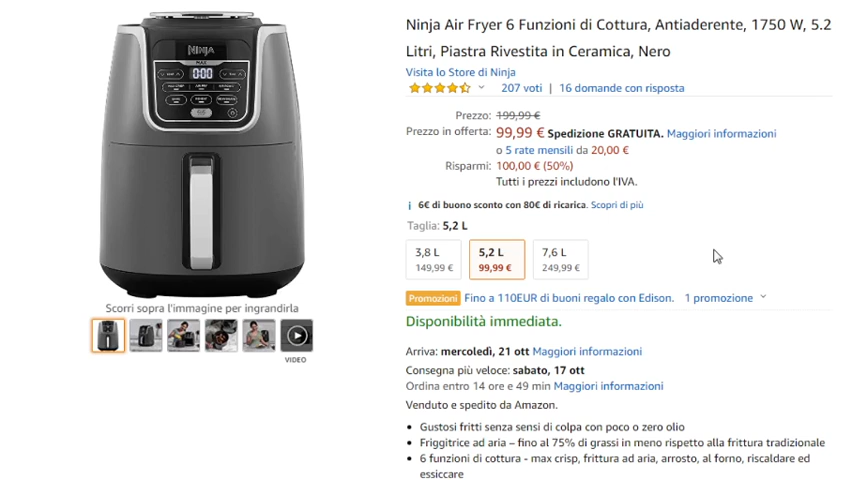 Ninja Air Fryer 6 Funzioni di Cottura, Antiaderente, 1750 W, 5.2
Litri, Piastra Rivestita in Ceramica, Nero
Visita lo Store di Ninja
207 voti | 16 domande con risposta
Prezzo: 199,99 €
Prezzo in offerta: 99,99 € Spedizione GRATUITA. Maggiori informazioni
o 5 rate mensili da 20,00 €
Risparmi: 100,00 € (50%)
Tutti i prezzi includono l'IVA.
i 6€ di buono sconto con 80€ di ricarica. Scopri di più
Taglia: 5,2 L
3,8 L 5,2 L 7,6 L
149,99 € 99,99 € 249,99 €
Promozioni Fino a 110EUR di buoni regalo con Edison. 1 promozione
Disponibilità immediata.
Arriva: mercoledì, 21 ott Maggiori informazioni
Consegna più veloce: sabato, 17 ott
Ordina entro 14 ore e 49 min Maggiori informazioni
Venduto e spedito da Amazon.
• Gustosi fritti senza sensi di colpa con poco o zero olio
• Friggitrice ad aria – fino al 75% di grassi in meno rispetto alla frittura tradizionale
• 6 funzioni di cottura - max crisp, frittura ad aria, arrosto, al forno, riscaldare ed
essiccare
NINJA
MAX
Scorri sopra l'immagine per ingrandirla
VIDEO